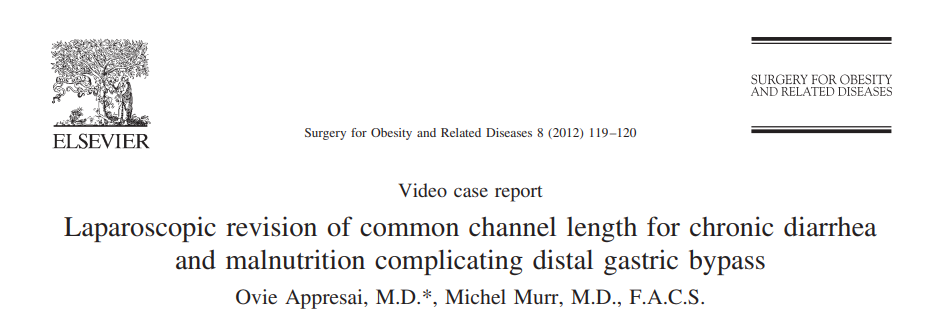 ELSEVIER
SURGERY FOR OBESITY
AND RELATED DISEASES
Surgery for Obesity and Related Diseases 8 (2012) 119–120
Video case report
Laparoscopic revision of common channel length for chronic diarrhea
and malnutrition complicating distal gastric bypass
Ovie Appresai, M.D.*, Michel Murr, M.D., F.A.C.S.